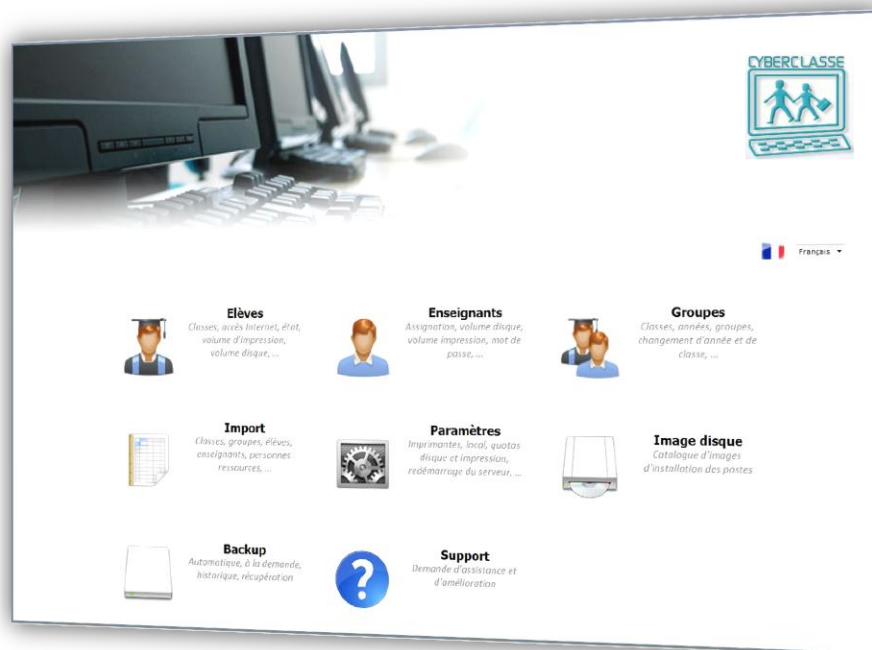 CYBERCLASSE
Français
Elèves
Classes, accès Internet, état,
volume d'impression,
volume disque, ...
Enseignants
Assignation, volume disque,
volume impression, mot de
passe, ...
Groupes
Classes, années, groupes,
changement d'année et de
classe, ...
Import
Classes, groupes, élèves,
enseignants, personnes
ressources, ...
Paramètres
Imprimantes, local, quotas
disque et impression,
redémarrage du serveur, ...
Image disque
Catalogue d'images
d'installation des postes
Backup
Automatique, à la demande,
historique, récupération
Support
Demande d'assistance et
d'amélioration